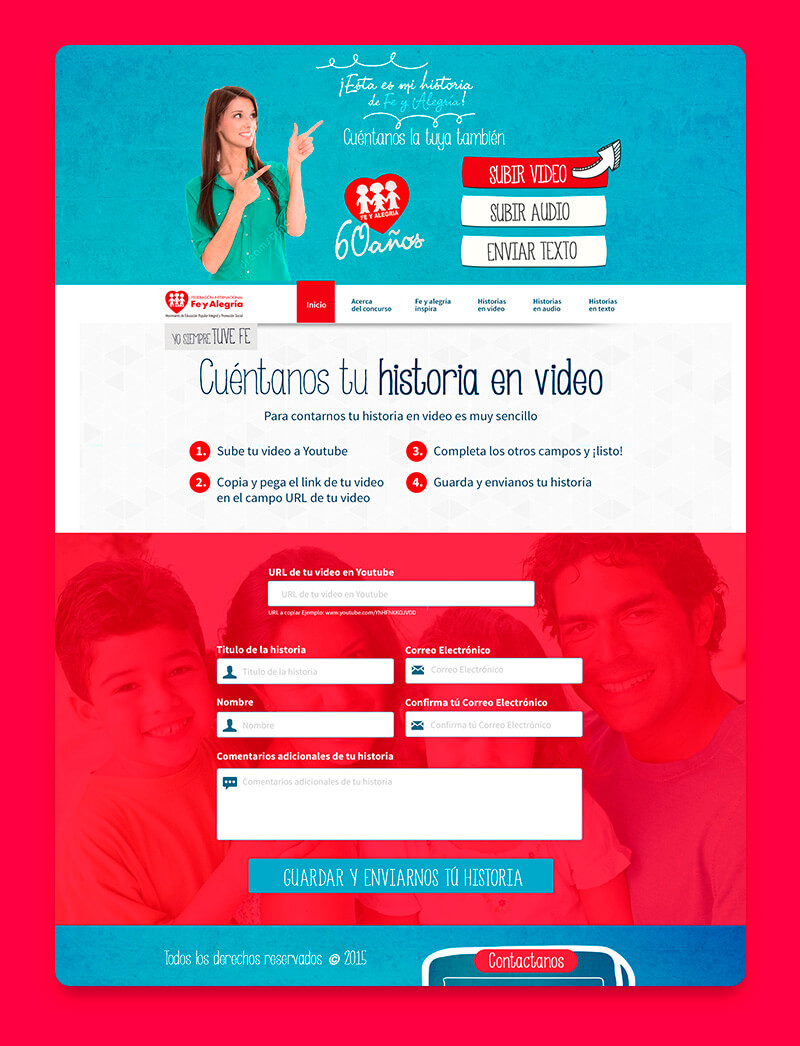 ¡Esta es mi historia
de Fe y Alegría!
Cuéntanos la tuya también
SUBIR VIDEO
SUBIR AUDIO
ENVIAR TEXTO
FE Y ALEGRIA
60años
FEDERACIÓN INTERNACIONAL
Fe y Alegría
Movimiento de Educación Popular Integral y Promoción Social
Inicio
Acerca
del concurso
Fe y alegría
inspira
Historias
en video
Historias
en audio
Historias
en texto
YO SIEMPRE TUVE FE
Cuéntanos tu historia en video
Para contarnos tu historia en video es muy sencillo
1. Sube tu video a Youtube
2. Copia y pega el link de tu video
en el campo URL de tu video
3. Completa los otros campos y ¡listo!
4. Guarda y envianos tu historia
URL de tu video en Youtube
URL de tu video en Youtube
URL a copiar Ejemplo: www.youtube.com/YhHFhKKOJVDD
Titulo de la historia
Titulo de la historia
Correo Electrónico
Correo Electrónico
Nombre
Nombre
Confirma tú Correo Electrónico
Confirma tú Correo Electrónico
Comentarios adicionales de tu historia
Comentarios adicionales de tu historia
GUARDAR Y ENVIARNOS TÚ HISTORIA
Todos los derechos reservados © 2015
Contactanos